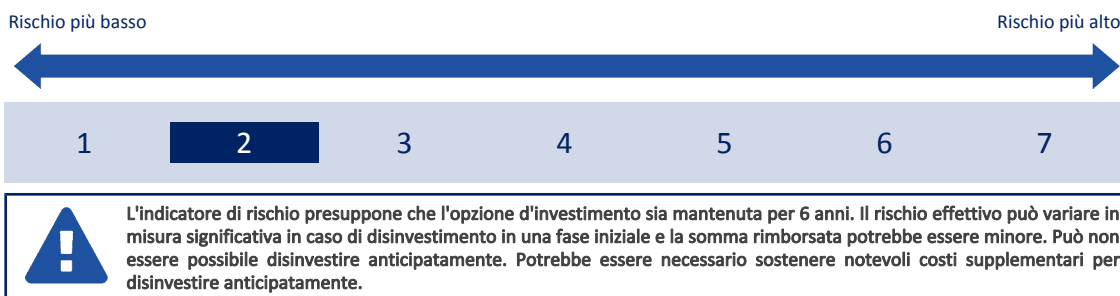 Rischio più basso
Rischio più alto
1 2 3 4 5 6 7
L'indicatore di rischio presuppone che l'opzione d'investimento sia mantenuta per 6 anni. Il rischio effettivo può variare in
misura significativa in caso di disinvestimento in una fase iniziale e la somma rimborsata potrebbe essere minore. Può non
essere possibile disinvestire anticipatamente. Potrebbe essere necessario sostenere notevoli costi supplementari per
disinvestire anticipatamente.